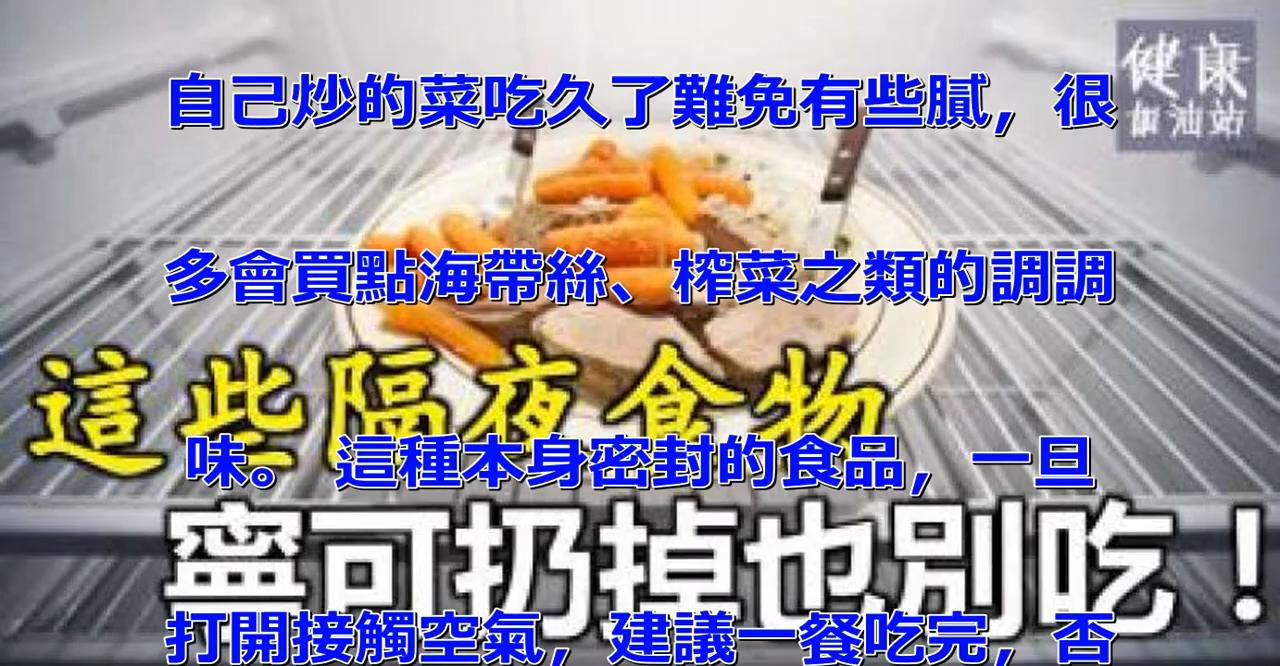 健康
加油站
自己炒的菜吃久了難免有些膩，很
多會買點海帶絲、榨菜之類的調調
這些隔夜食物
味。 這種本身密封的食品，一旦
寧可扔掉也別吃！
打開接觸空氣，建議一餐吃完，否